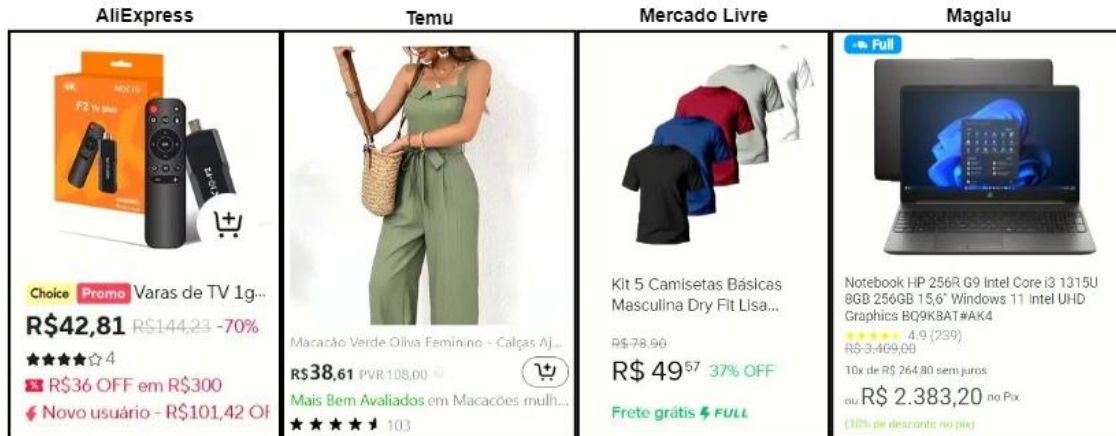 AliExpress
Temu
Mercado Livre
Magalu
4K
F2 TV Stick
Choice Promo Varas de TV 1g...
R$42,81 R$144,23 -70%
4
R$36 OFF em R$300
Novo usuário - R$101,42 OF
Macacão Verde Oliva Feminino - Calças Aj...
R$38,61 PVR 108,00
Mais Bem Avaliados em Macacões mulh...
103
Kit 5 Camisetas Básicas
Masculina Dry Fit Lisa...
R$ 78,90
R$ 4957 37% OFF
Frete grátis FULL
Full
Notebook HP 256R G9 Intel Core i3 1315U
8GB 256GB 15,6" Windows 11 Intel UHD
Graphics BQ9K8AT#AK4
4.9 (239)
R$ 3.409,00
10x de R$ 264,80 sem juros
ou R$ 2.383,20 no Pix
(10% de desconto no pix)